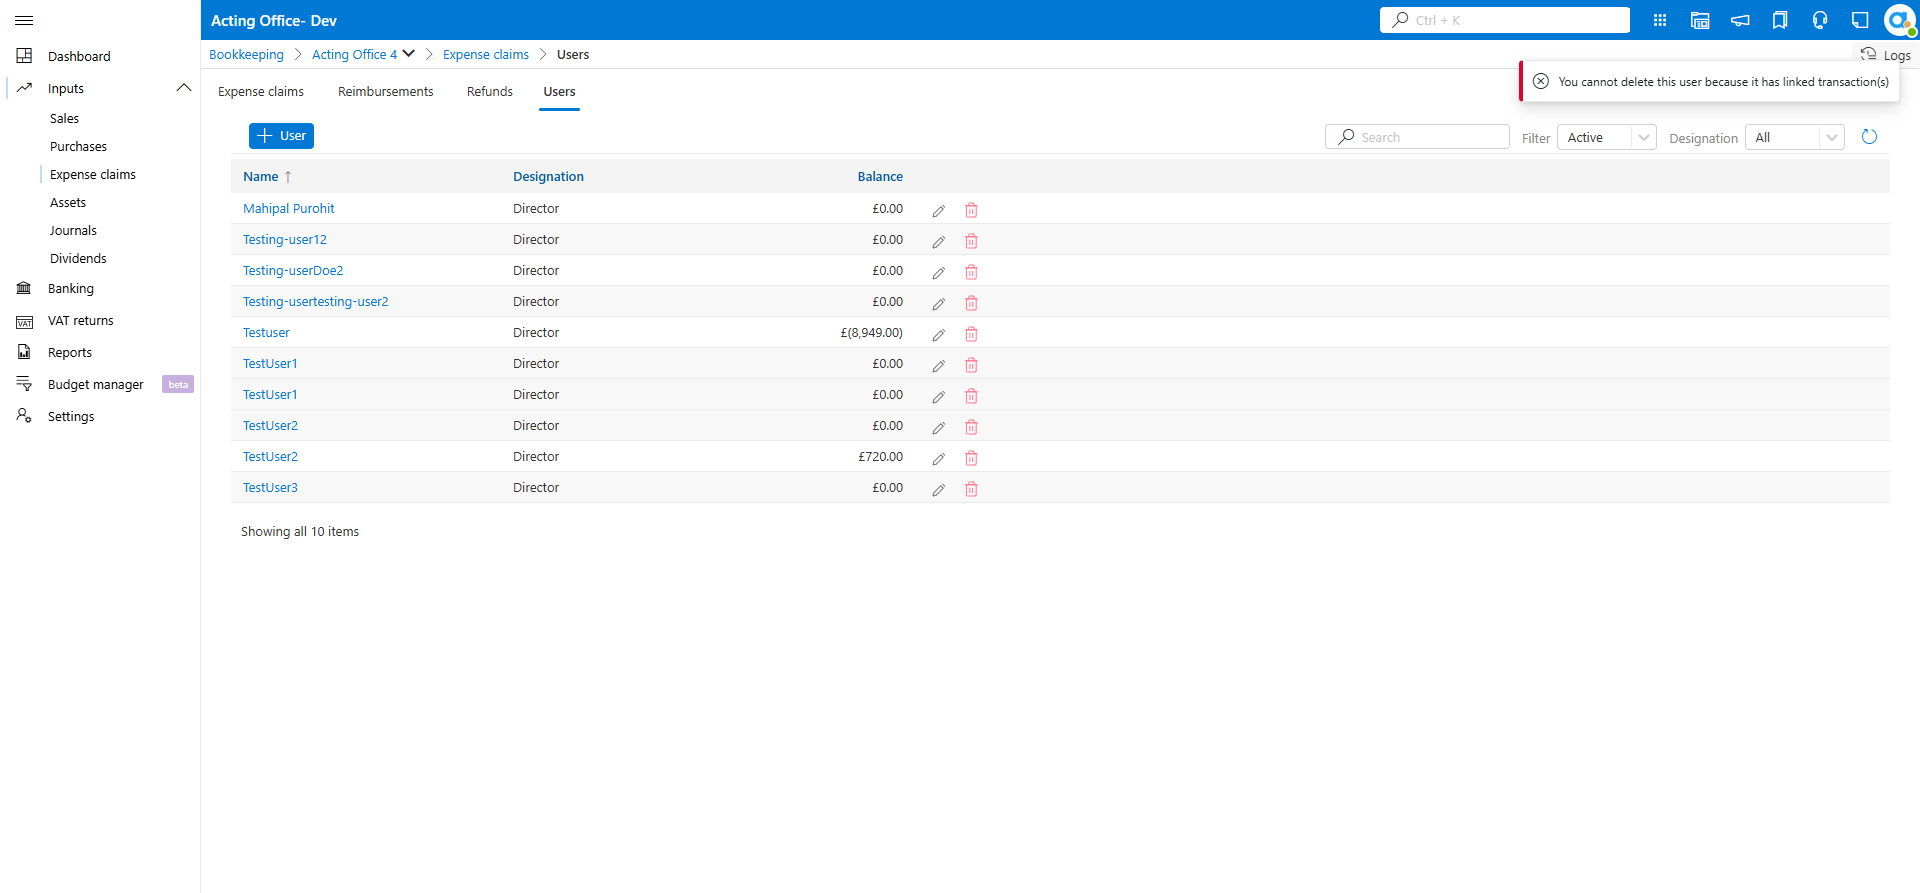 Acting Office- Dev
Ctrl + K
Dashboard
Inputs
Sales
Purchases
Expense claims
Assets
Journals
Dividends
Banking
VAT
VAT returns
Reports
Budget manager beta
Settings
Bookkeeping Acting Office 4 Expense claims Users
Logs
You cannot delete this user because it has linked transaction(s)
Expense claims Reimbursements Refunds Users
User
Search Filter Active Designation All
Name ↑ Designation Balance
Mahipal Purohit Director £0.00
Testing-user12 Director £0.00
Testing-userDoe2 Director £0.00
Testing-usertesting-user2 Director £0.00
Testuser Director £(8,949.00)
TestUser1 Director £0.00
TestUser1 Director £0.00
TestUser2 Director £0.00
TestUser2 Director £720.00
TestUser3 Director £0.00
Showing all 10 items